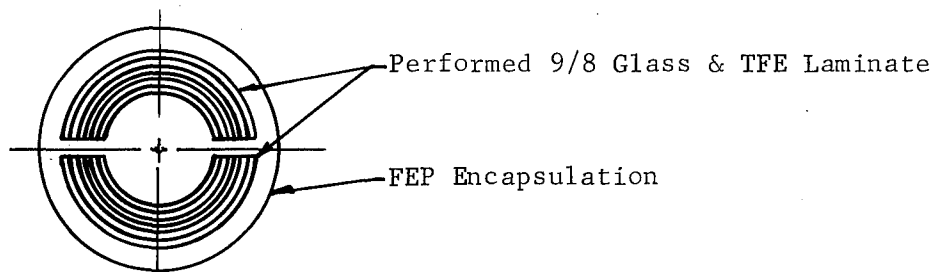 Performed 9/8 Glass & TFE Laminate
FEP Encapsulation